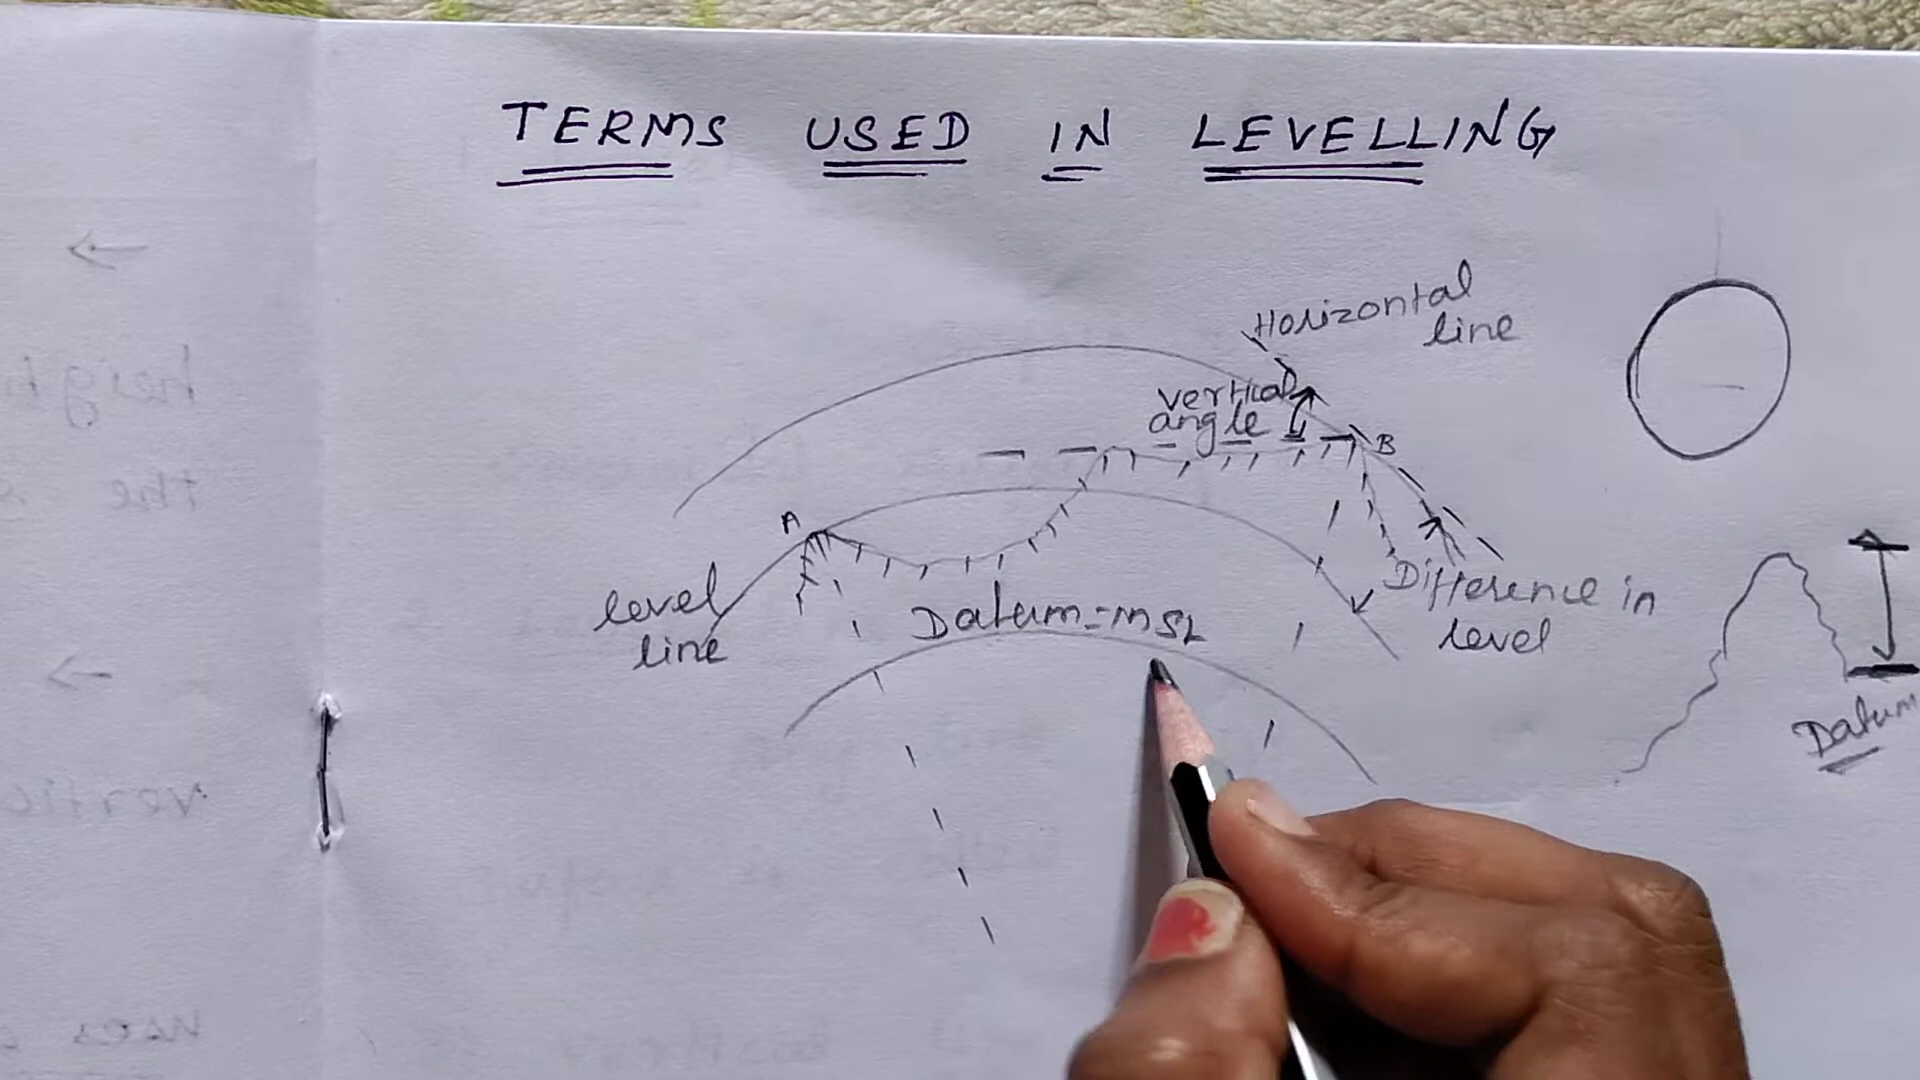 TERMS USED IN LEVELLING
Horizontal
line
vertical
angle
B
A
level
line
Datum=MSL
Difference in
level
Datum